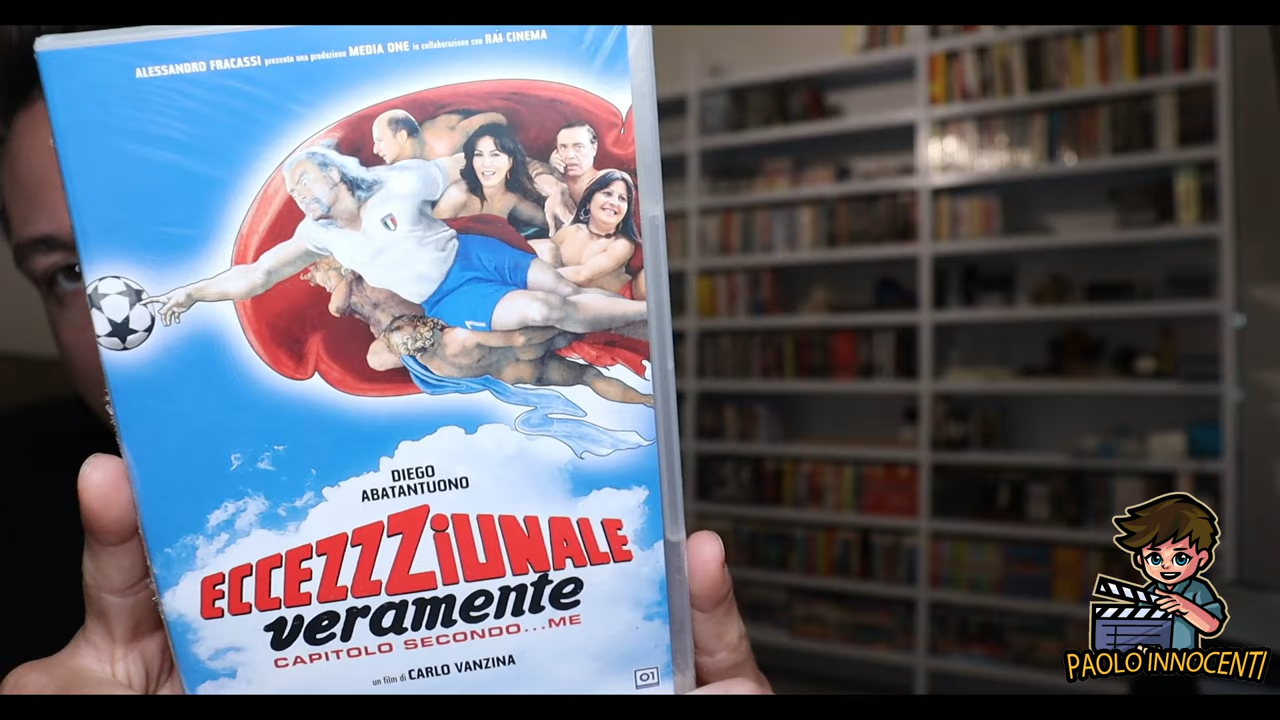 ALESSANDRO FRACASSI presenta una produzione MEDIA ONE in collaborazione con RAI CINEMA
DIEGO
ABATANTUONO
ECCEZZZIUNALE
veramente
CAPITOLO SECONDO...ME
un film di CARLO VANZINA
01
PAOLO INNOCENTI